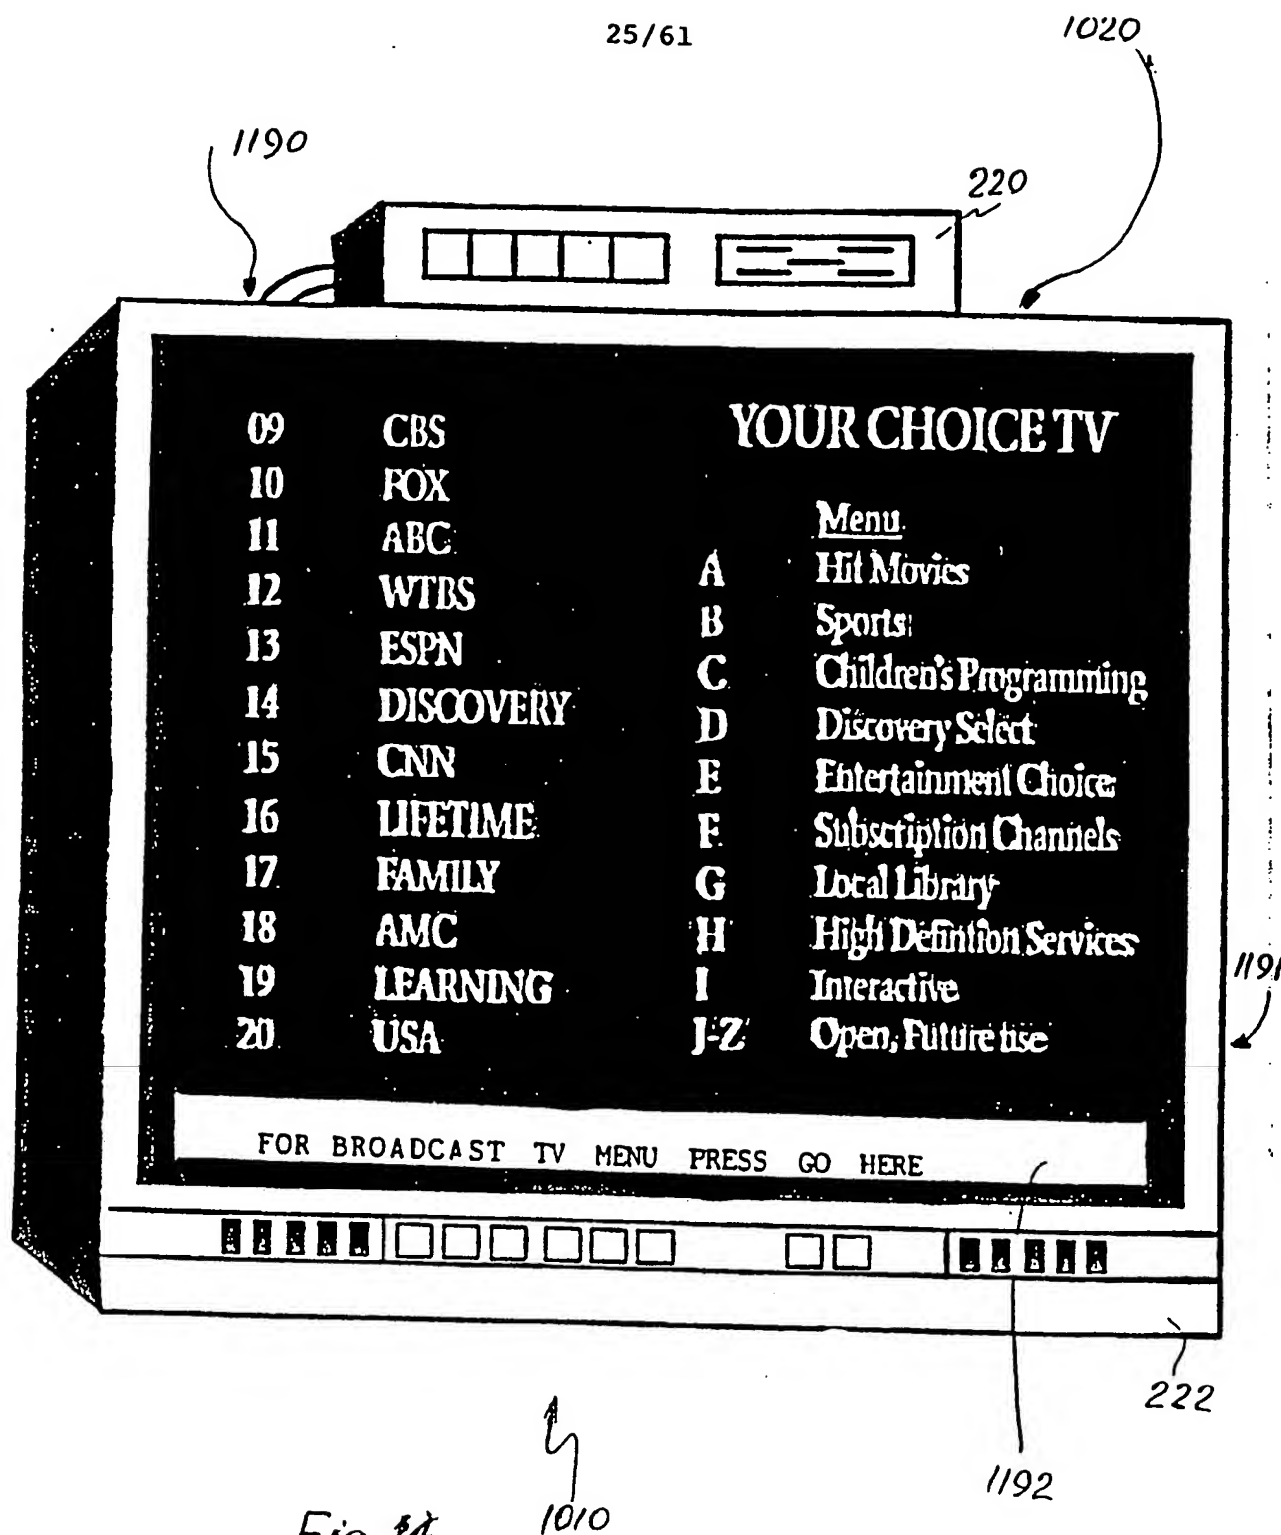 25/61
1020
1190
220
YOUR CHOICE TV
09 CBS
10 FOX
11 ABC
12 WTBS
13 ESPN
14 DISCOVERY
15 CNN
16 LIFETIME
17 FAMILY
18 AMC
19 LEARNING
20 USA
Menu
A Hit Movies
B Sports
C Children's Programming
D Discovery Select
E Entertainment Choice
F Subscription Channels
G Local Library
H High Defintion Services
I Interactive
J-Z Open, Future use
1191
FOR BROADCAST TV MENU PRESS GO HERE
222
1192
1010
Fig.